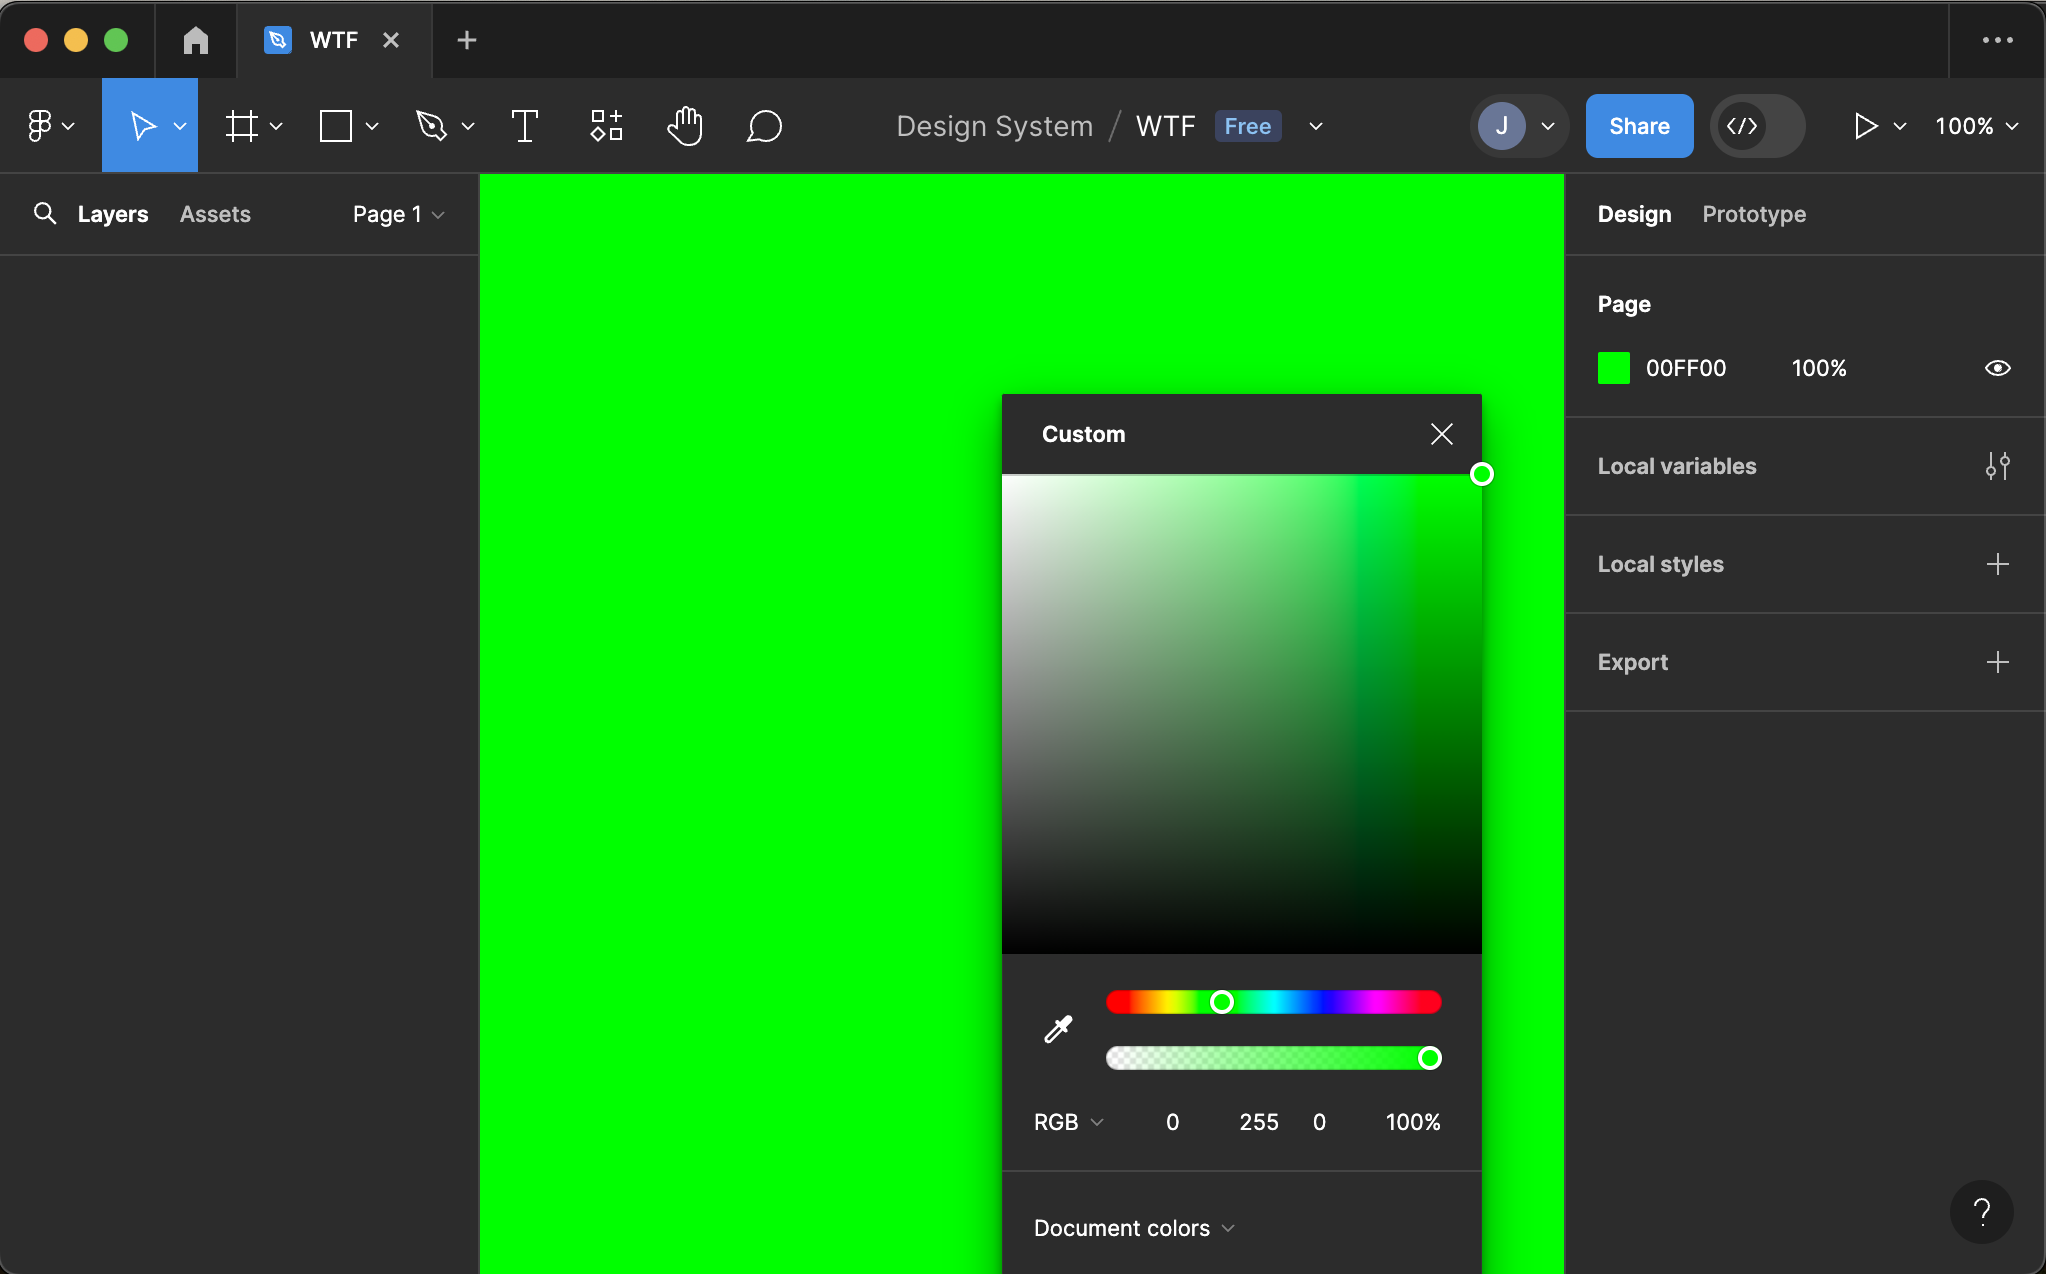 WTF
Design System / WTF Free
J
Share
100%
Layers Assets Page 1
Design Prototype
Page
00FF00 100%
Local variables
Local styles
Export
Custom
RGB 0 255 0 100%
Document colors
?